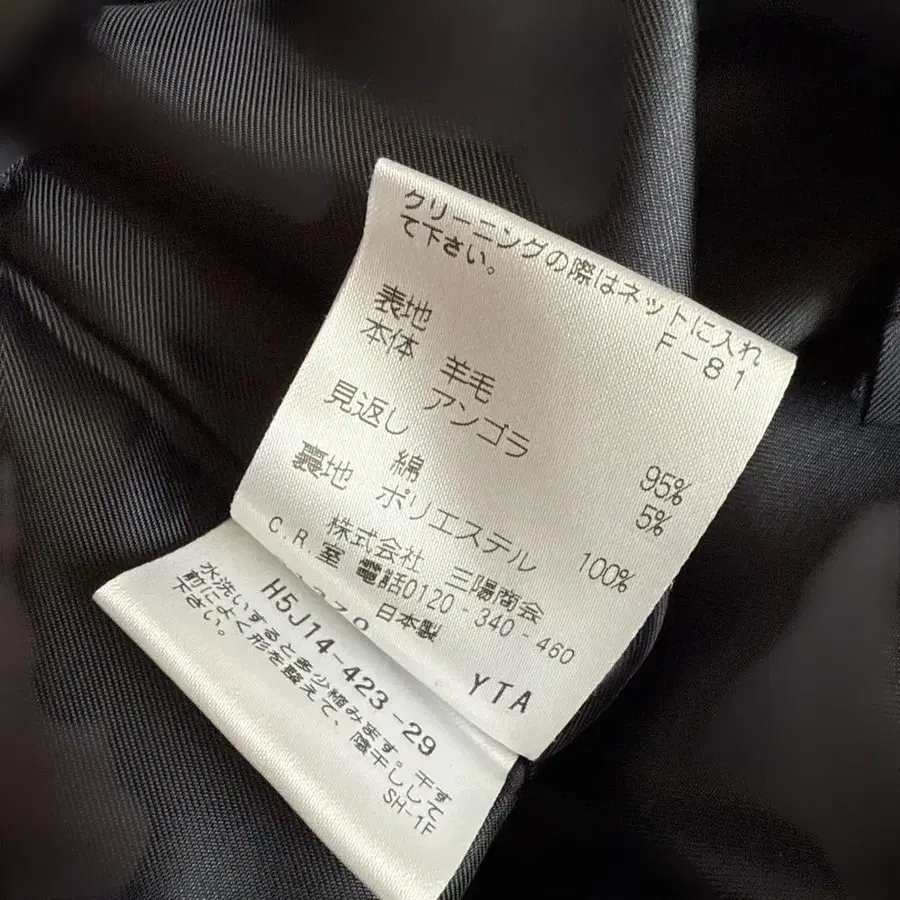 クリーニングの際はネットに入れ
て下さい。
F-81
表地
本体 羊毛 95%
アンゴラ 5%
見返し
綿 100%
裏地 ポリエステル
株式会社 三陽商会
C.R.室 電話0120-340-460
日本製
YTA
H5J14-423-29
水洗いすると多少縮みます。干す
前によく形を整えて、陰干しして
下さい。
SH-1F